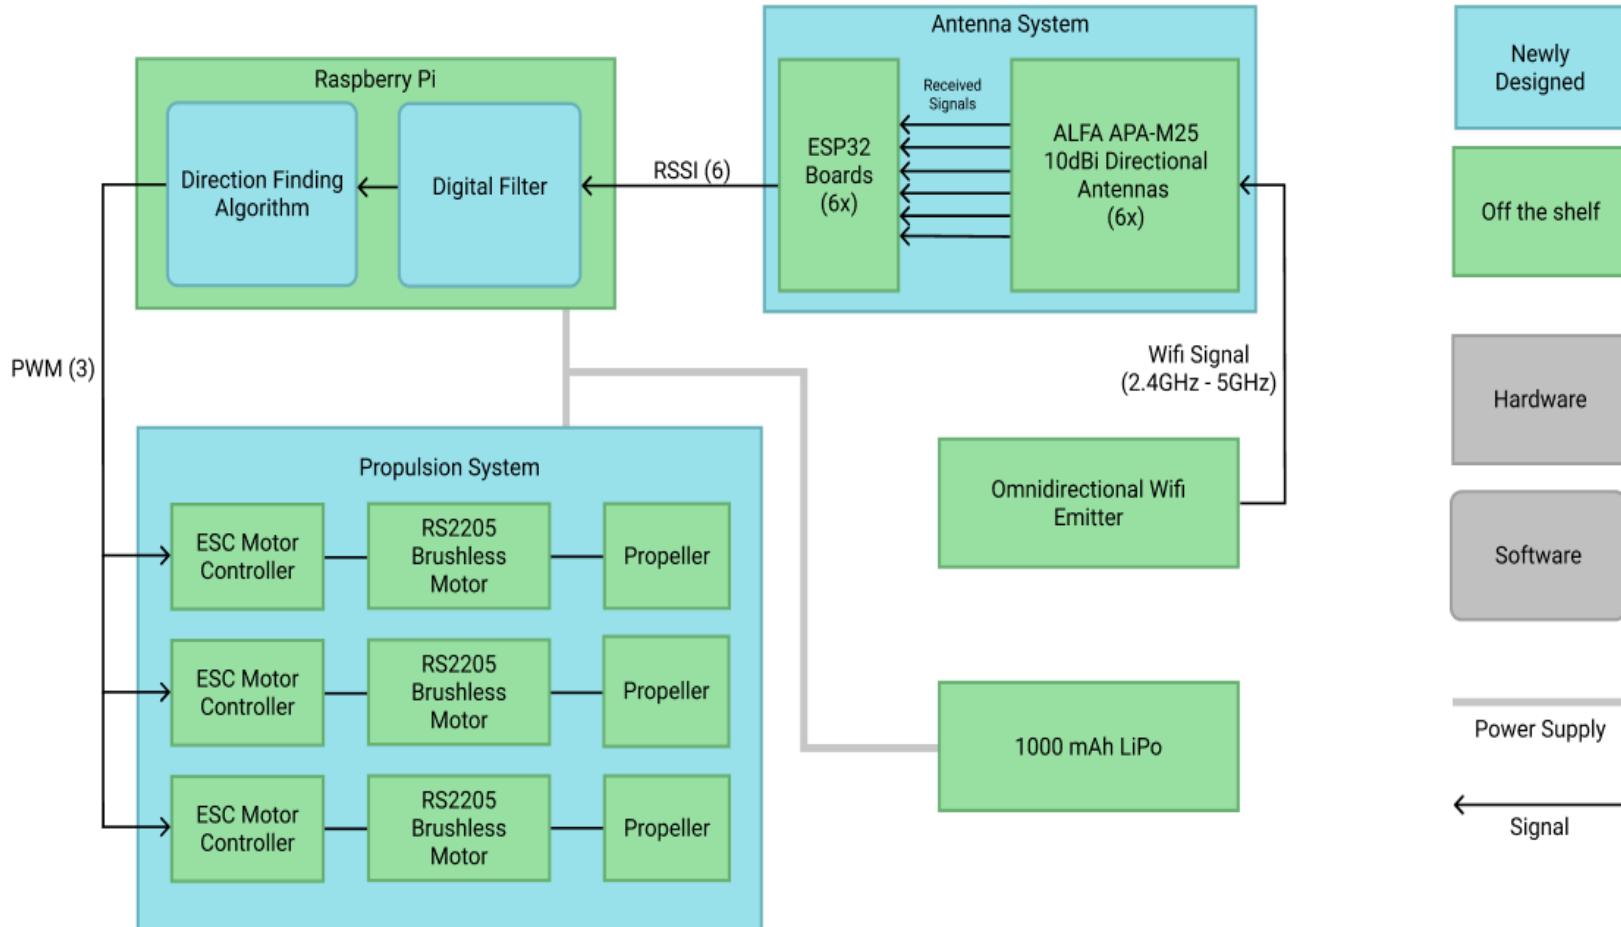 Antenna System
Raspberry Pi
Received
Signals
ESP32
Boards
(6x)
ALFA APA-M25
10dBi Directional
Antennas
(6x)
Direction Finding
Algorithm
Digital Filter
RSSI (6)
PWM (3)
Wifi Signal
(2.4GHz - 5GHz)
Propulsion System
ESC Motor
Controller
RS2205
Brushless
Motor
Propeller
ESC Motor
Controller
RS2205
Brushless
Motor
Propeller
ESC Motor
Controller
RS2205
Brushless
Motor
Propeller
Omnidirectional Wifi
Emitter
1000 mAh LiPo
Newly
Designed
Off the shelf
Hardware
Software
Power Supply
Signal